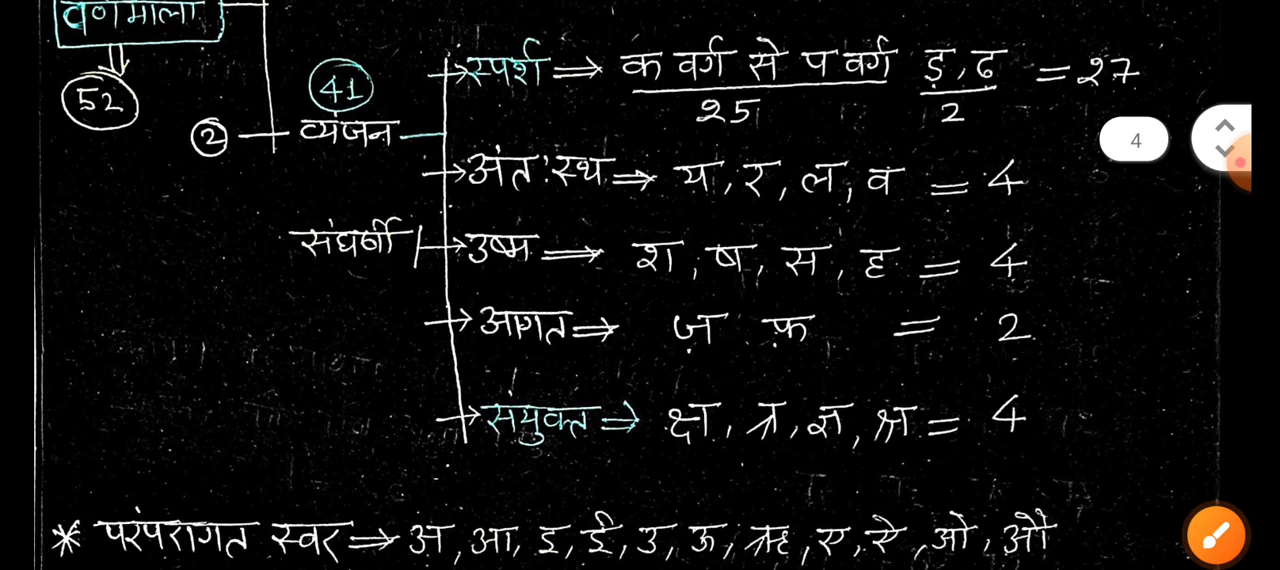 वर्णमाला
52
② व्यंजन 41
स्पर्श ⇒ क वर्ग से प वर्ग ड़, ढ़ = 27
25 2
अंतःस्थ ⇒ य, र, ल, व = 4
संघर्षी → उष्म ⇒ श, ष, स, ह = 4
आगत ⇒ ज़ फ़ = 2
संयुक्त ⇒ क्ष, त्र, ज्ञ, श्र = 4
* परंपरागत स्वर ⇒ अ, आ, इ, ई, उ, ऊ, ऋ, ए, ऐ, ओ, औ
4